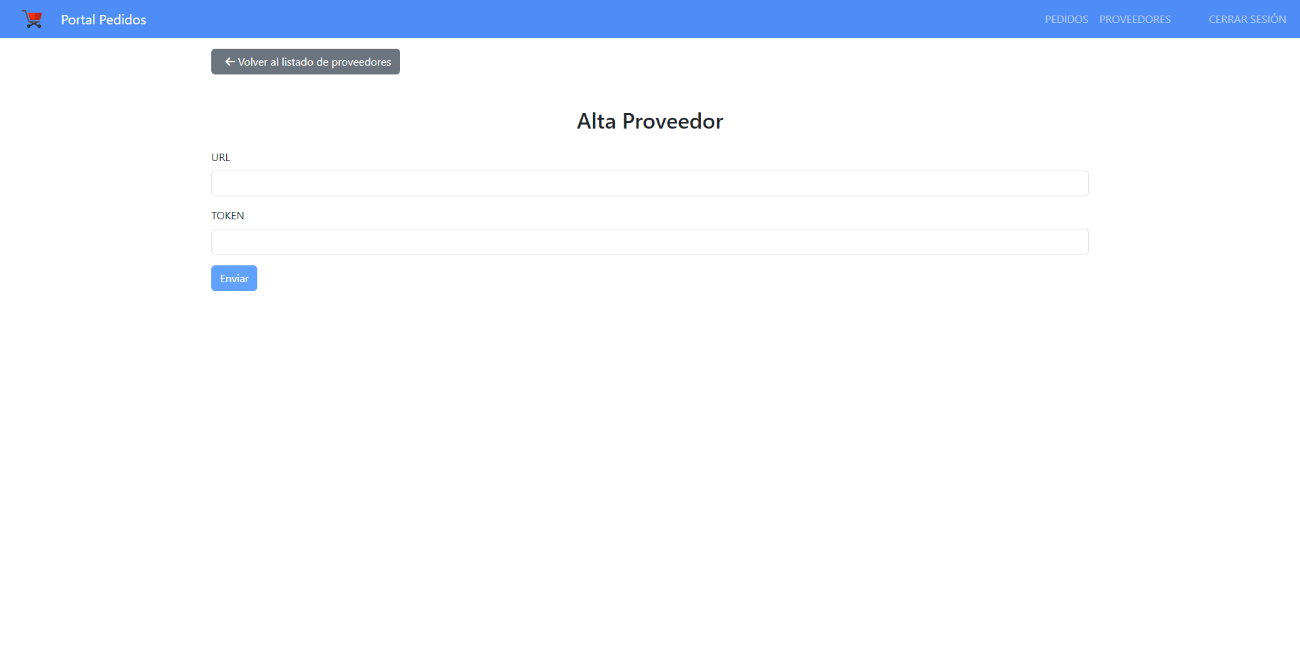 Portal Pedidos
PEDIDOS PROVEEDORES CERRAR SESIÓN
Volver al listado de proveedores
Alta Proveedor
URL
TOKEN
Enviar